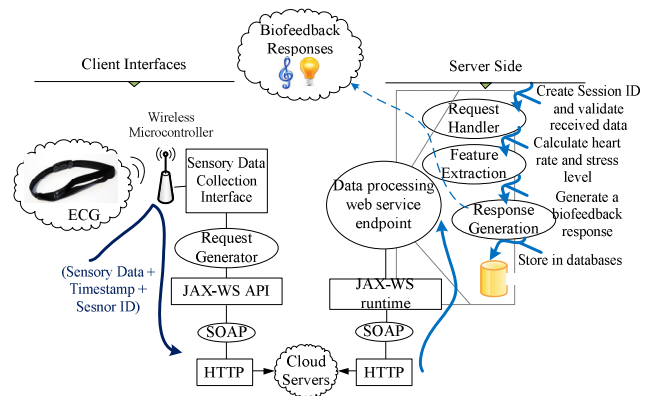 Biofeedback
Responses
Client Interfaces
Server Side
Wireless
Microcontroller
ECG
Sensory Data
Collection
Interface
Request
Generator
(Sensory Data +
Timestamp +
Sesnor ID)
JAX-WS API
SOAP
HTTP
Cloud
Servers
Data processing
web service
endpoint
JAX-WS
runtime
SOAP
HTTP
Request
Handler
Feature
Extraction
Response
Generation
Create Session ID
and validate
received data
Calculate heart
rate and stress
level
Generate a
biofeedback
response
Store in databases